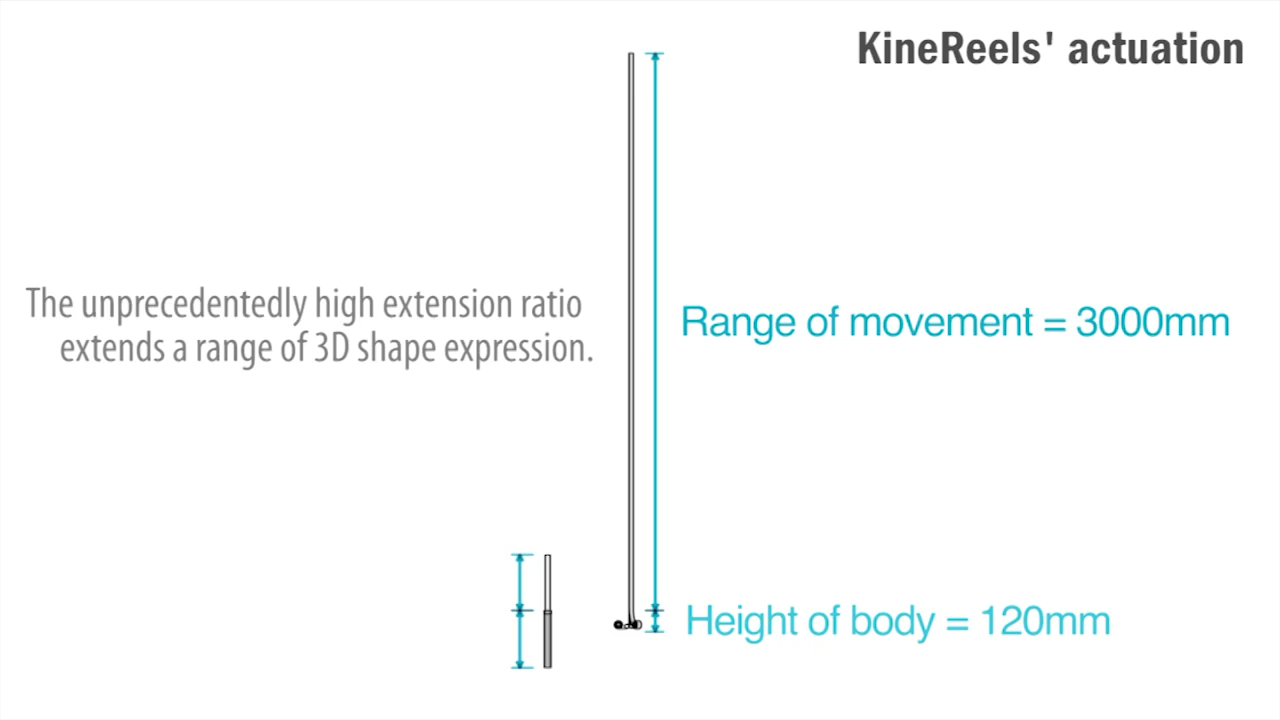 KineReels' actuation
The unprecedentedly high extension ratio
extends a range of 3D shape expression.
Range of movement = 3000mm
Height of body = 120mm